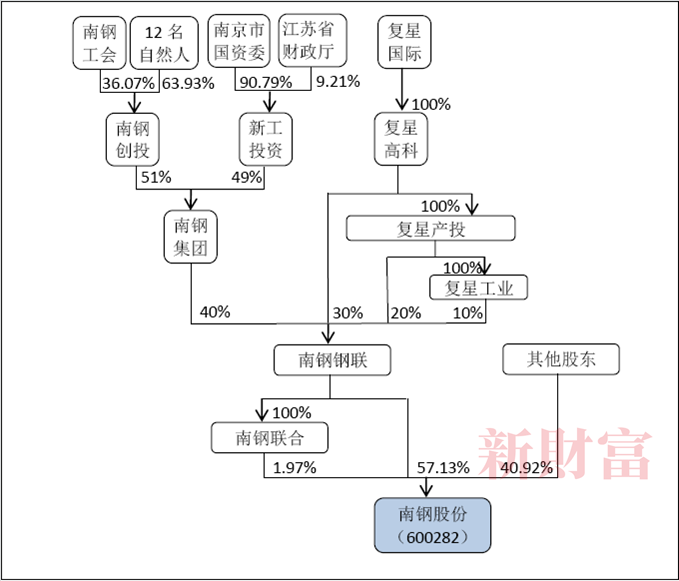 南钢
工会
12 名
自然人
南京市
国资委
江苏省
财政厅
复星
国际
36.07%
63.93%
90.79%
9.21%
100%
南钢
创投
新工
投资
复星
高科
51%
49%
100%
南钢
集团
复星产投
100%
复星工业
40%
30%
20%
10%
南钢钢联
其他股东
100%
南钢联合
新財富
1.97%
57.13%
40.92%
南钢股份
（600282）